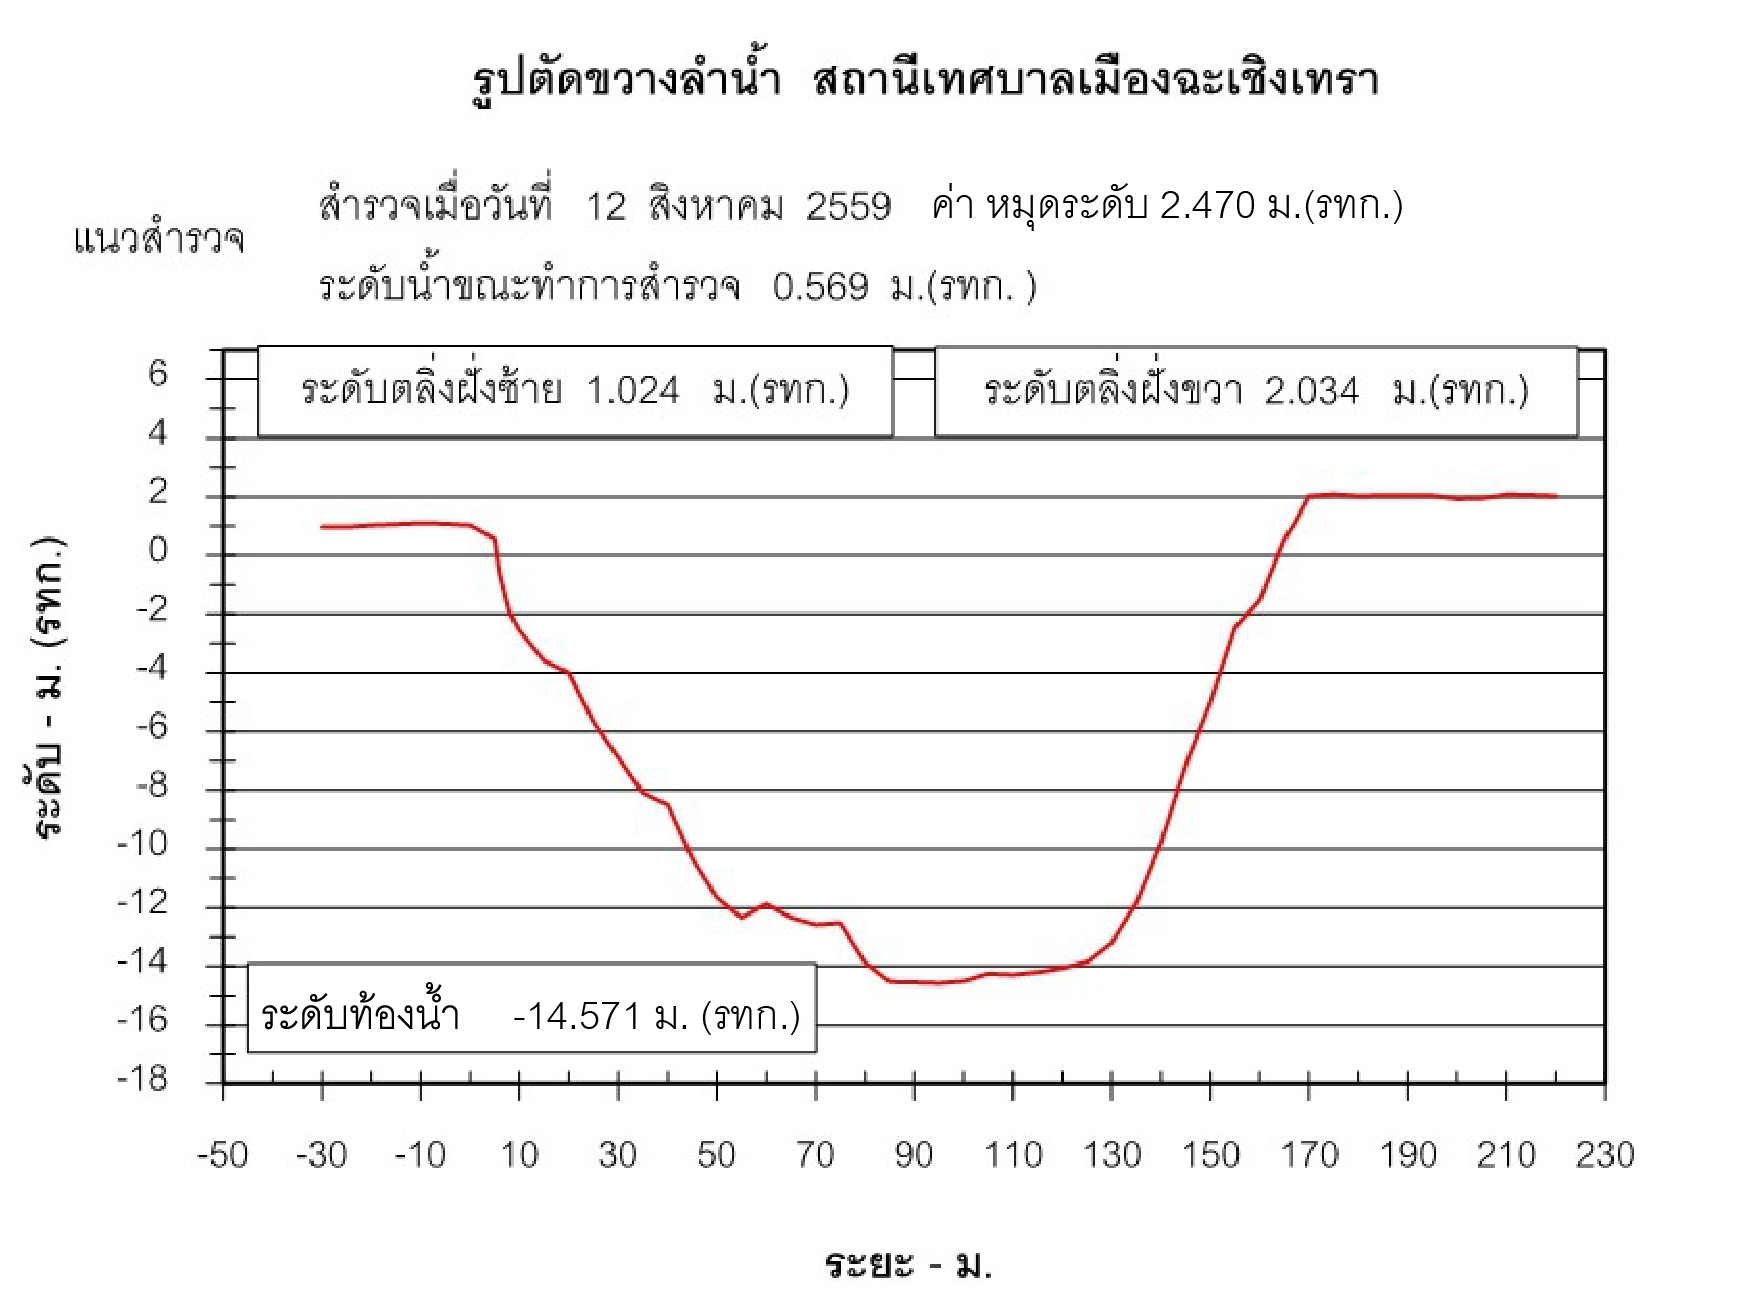 รูปตัดขวางลำน้ำ สถานีเทศบาลเมืองฉะเชิงเทรา
สำรวจเมื่อวันที่ 12 สิงหาคม 2559 ค่า หมุดระดับ 2.470 ม.(รทก.)
แนวสำรวจ
ระดับน้ำขณะทำการสำรวจ 0.569 ม.(รทก. )
ระดับตลิ่งฝั่งซ้าย 1.024 ม.(รทก.)
ระดับตลิ่งฝั่งขวา 2.034 ม.(รทก.)
6
4
2
0
-2
-4
-6
-8
-10
-12
-14
-16
-18
ระดับ - ม. (รทก.)
ระดับท้องน้ำ -14.571 ม. (รทก.)
-50 -30 -10 10 30 50 70 90 110 130 150 170 190 210 230
ระยะ - ม.